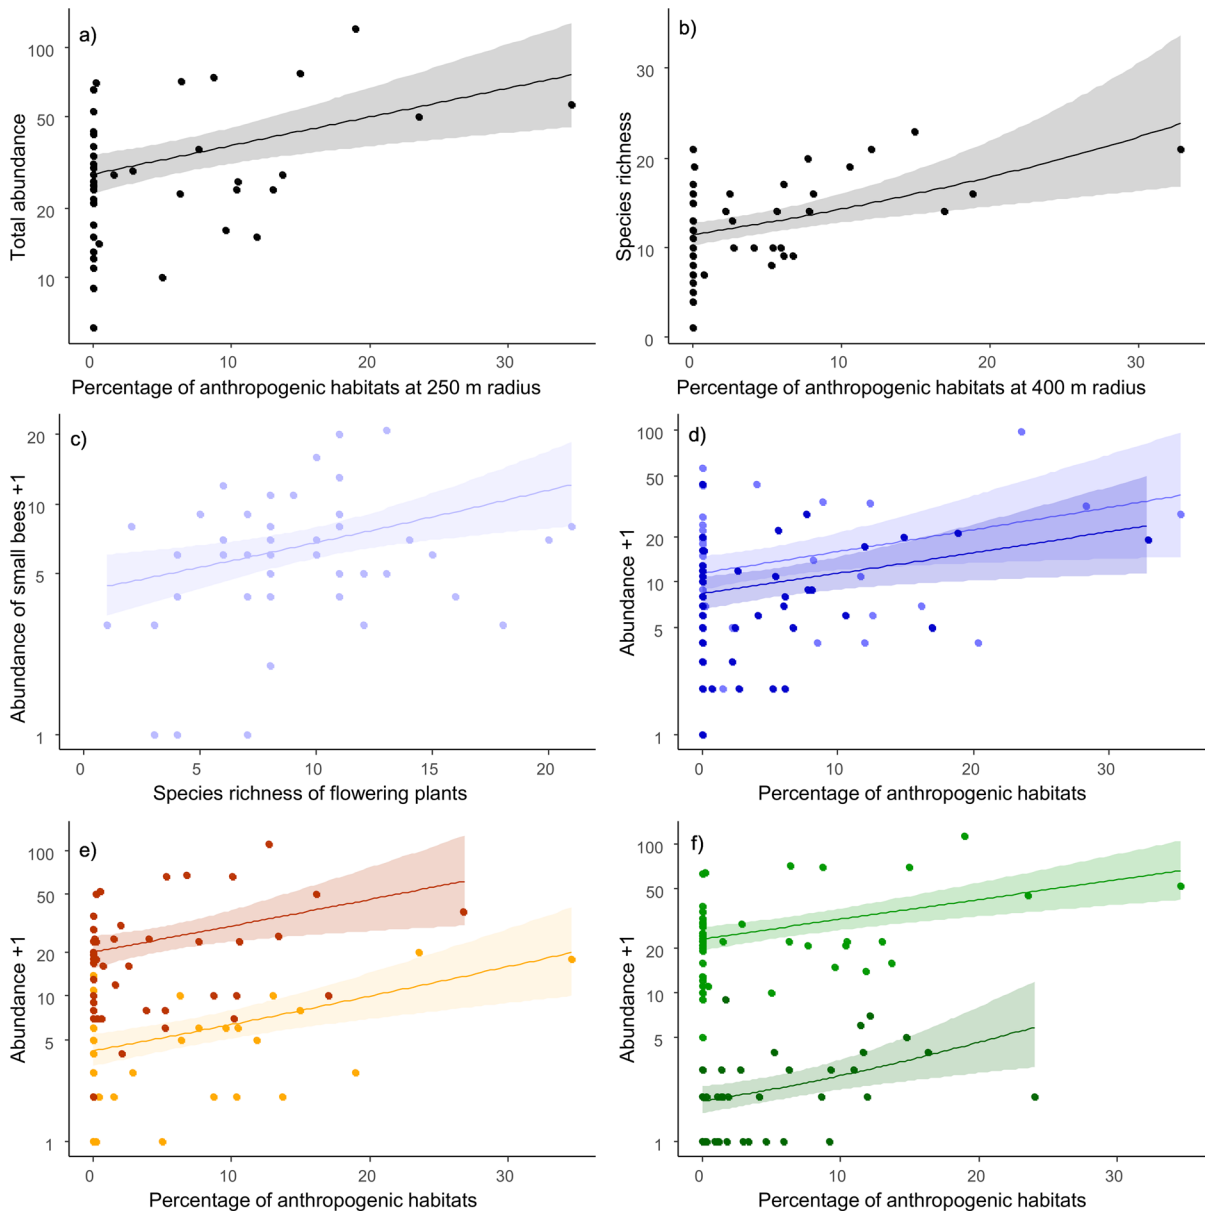 a)
Total abundance
100
50
20
10
0 10 20 30
Percentage of anthropogenic habitats at 250 m radius
b)
Species richness
30
20
10
0
0 10 20 30
Percentage of anthropogenic habitats at 400 m radius
c)
Abundance of small bees +1
20
10
5
1
0 5 10 15 20
Species richness of flowering plants
d)
Abundance +1
100
50
20
10
5
1
0 10 20 30
Percentage of anthropogenic habitats
e)
Abundance +1
100
50
20
10
5
1
0 10 20 30
Percentage of anthropogenic habitats
f)
Abundance +1
100
50
20
10
5
1
0 10 20 30
Percentage of anthropogenic habitats